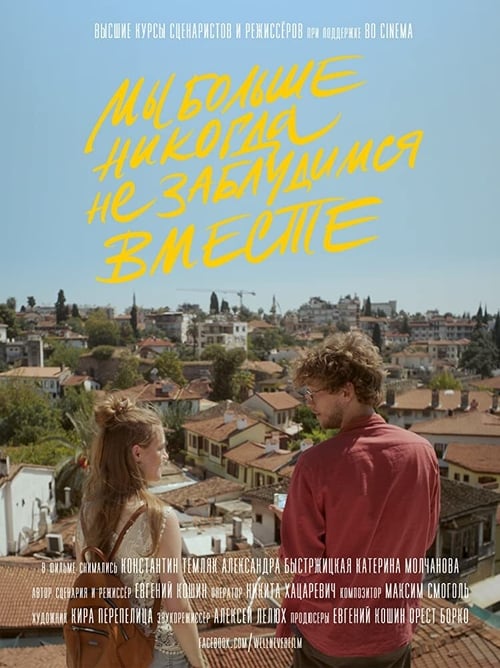 ВЫСШИЕ КУРСЫ СЦЕНАРИСТОВ И РЕЖИССЁРОВ ПРИ ПОДДЕРЖКЕ BO CINEMA
МЫ БОЛЬШЕ
НИКОГДА
НЕ ЗАБЛУДИМСЯ
ВМЕСТЕ
В ФИЛЬМЕ СНИМАЛИСЬ КОНСТАНТИН ТЕМЛЯК АЛЕКСАНДРА БЫСТРЖИЦКАЯ КАТЕРИНА МОЛЧАНОВА
АВТОР СЦЕНАРИЯ И РЕЖИССЁР ЕВГЕНИЙ КОШИН ОПЕРАТОР НИКИТА ХАЦАРЕВИЧ КОМПОЗИТОР МАКСИМ СМОГОЛЬ
ХУДОЖНИК КИРА ПЕРЕПЕЛИЦА ЗВУКОРЕЖИССЁР АЛЕКСЕЙ ЛЕЛЮХ ПРОДЮСЕРЫ ЕВГЕНИЙ КОШИН ОРЕСТ БОРКО
FACEBOOK.COM/WELLNEVERFILM